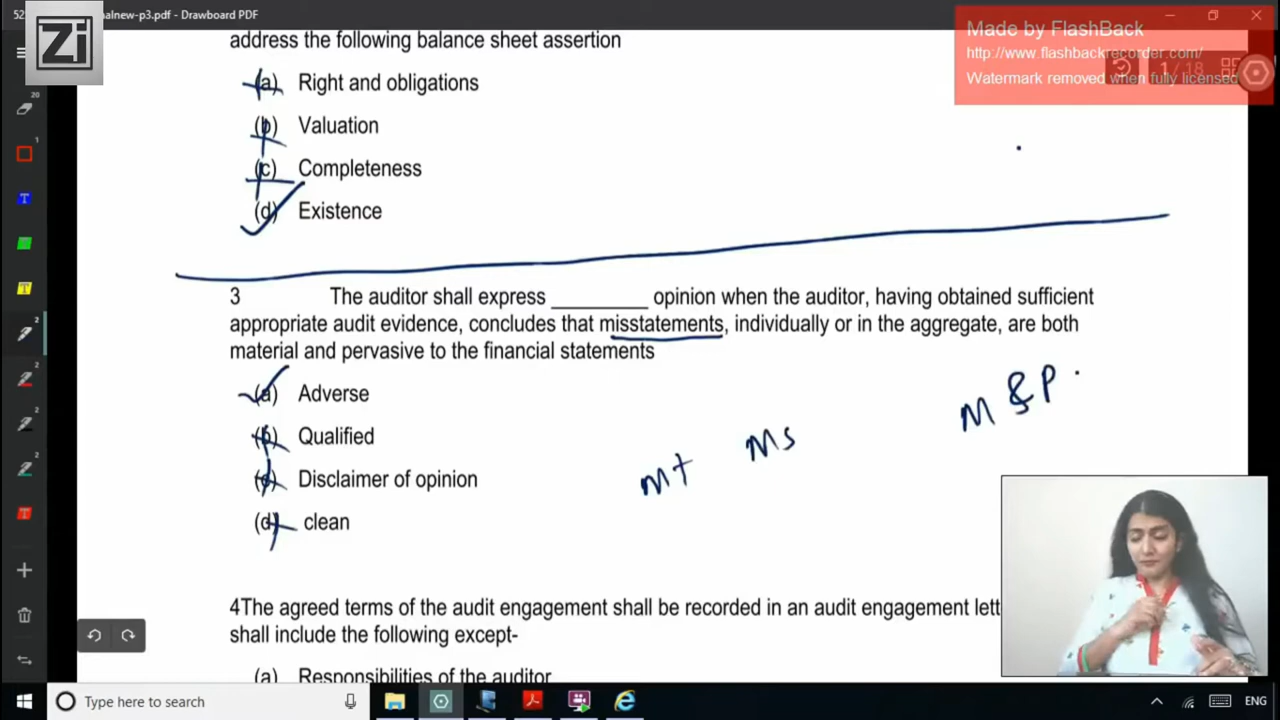 alnew-p3.pdf - Drawboard PDF
Zi
Made by FlashBack
http://www.flashbackrecorder.com/
Watermark removed when fully licensed
1 / 18
address the following balance sheet assertion
(a) Right and obligations
(b) Valuation
(c) Completeness
(d) Existence
3 The auditor shall express _________ opinion when the auditor, having obtained sufficient
appropriate audit evidence, concludes that misstatements, individually or in the aggregate, are both
material and pervasive to the financial statements
(a) Adverse
(b) Qualified
(c) Disclaimer of opinion
(d) clean
M & P
Ms
m+
4The agreed terms of the audit engagement shall be recorded in an audit engagement lett
shall include the following except-
(a) Responsibilities of the auditor
Type here to search
ENG